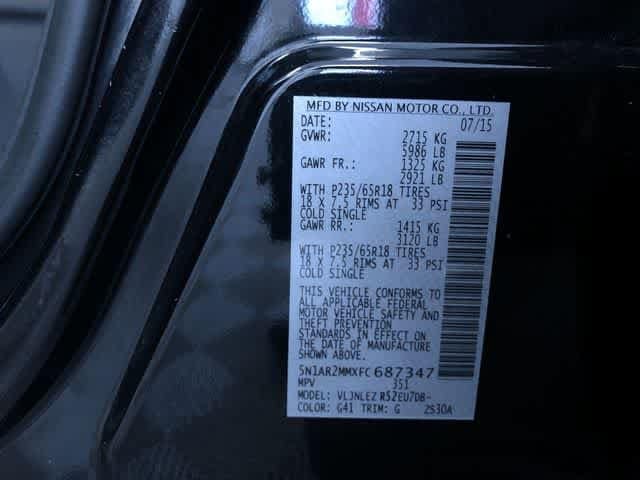 MFD BY NISSAN MOTOR CO., LTD.
DATE: 07/15
GVWR: 2715 KG
5986 LB
GAWR FR.: 1325 KG
2921 LB
WITH P235/65R18 TIRES
18 X 7.5 RIMS AT 33 PSI
COLD SINGLE
GAWR RR.: 1415 KG
3120 LB
WITH P235/65R18 TIRES
18 X 7.5 RIMS AT 33 PSI
COLD SINGLE
THIS VEHICLE CONFORMS TO
ALL APPLICABLE FEDERAL
MOTOR VEHICLE SAFETY AND
THEFT PREVENTION
STANDARDS IN EFFECT ON
THE DATE OF MANUFACTURE
SHOWN ABOVE.
5N1AR2MMXFC687347
MPV 351
MODEL: VLJNLEZ R52EU7DB-
COLOR: G41 TRIM: G 2S30A